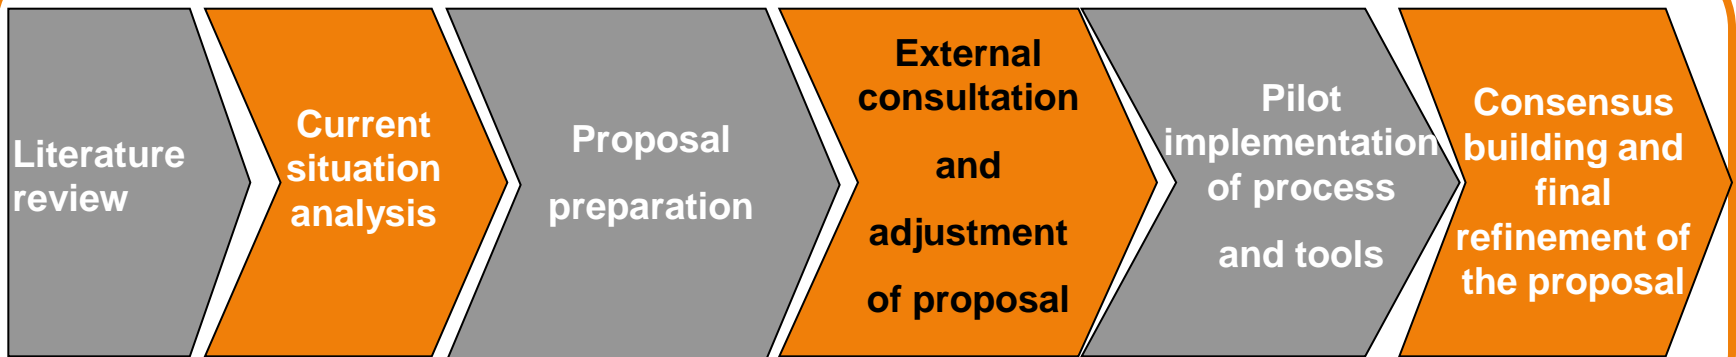 Literature
review
Current
situation
analysis
Proposal
preparation
External
consultation
and
adjustment
of proposal
Pilot
implementation
of process
and tools
Consensus
building and
final
refinement of
the proposal